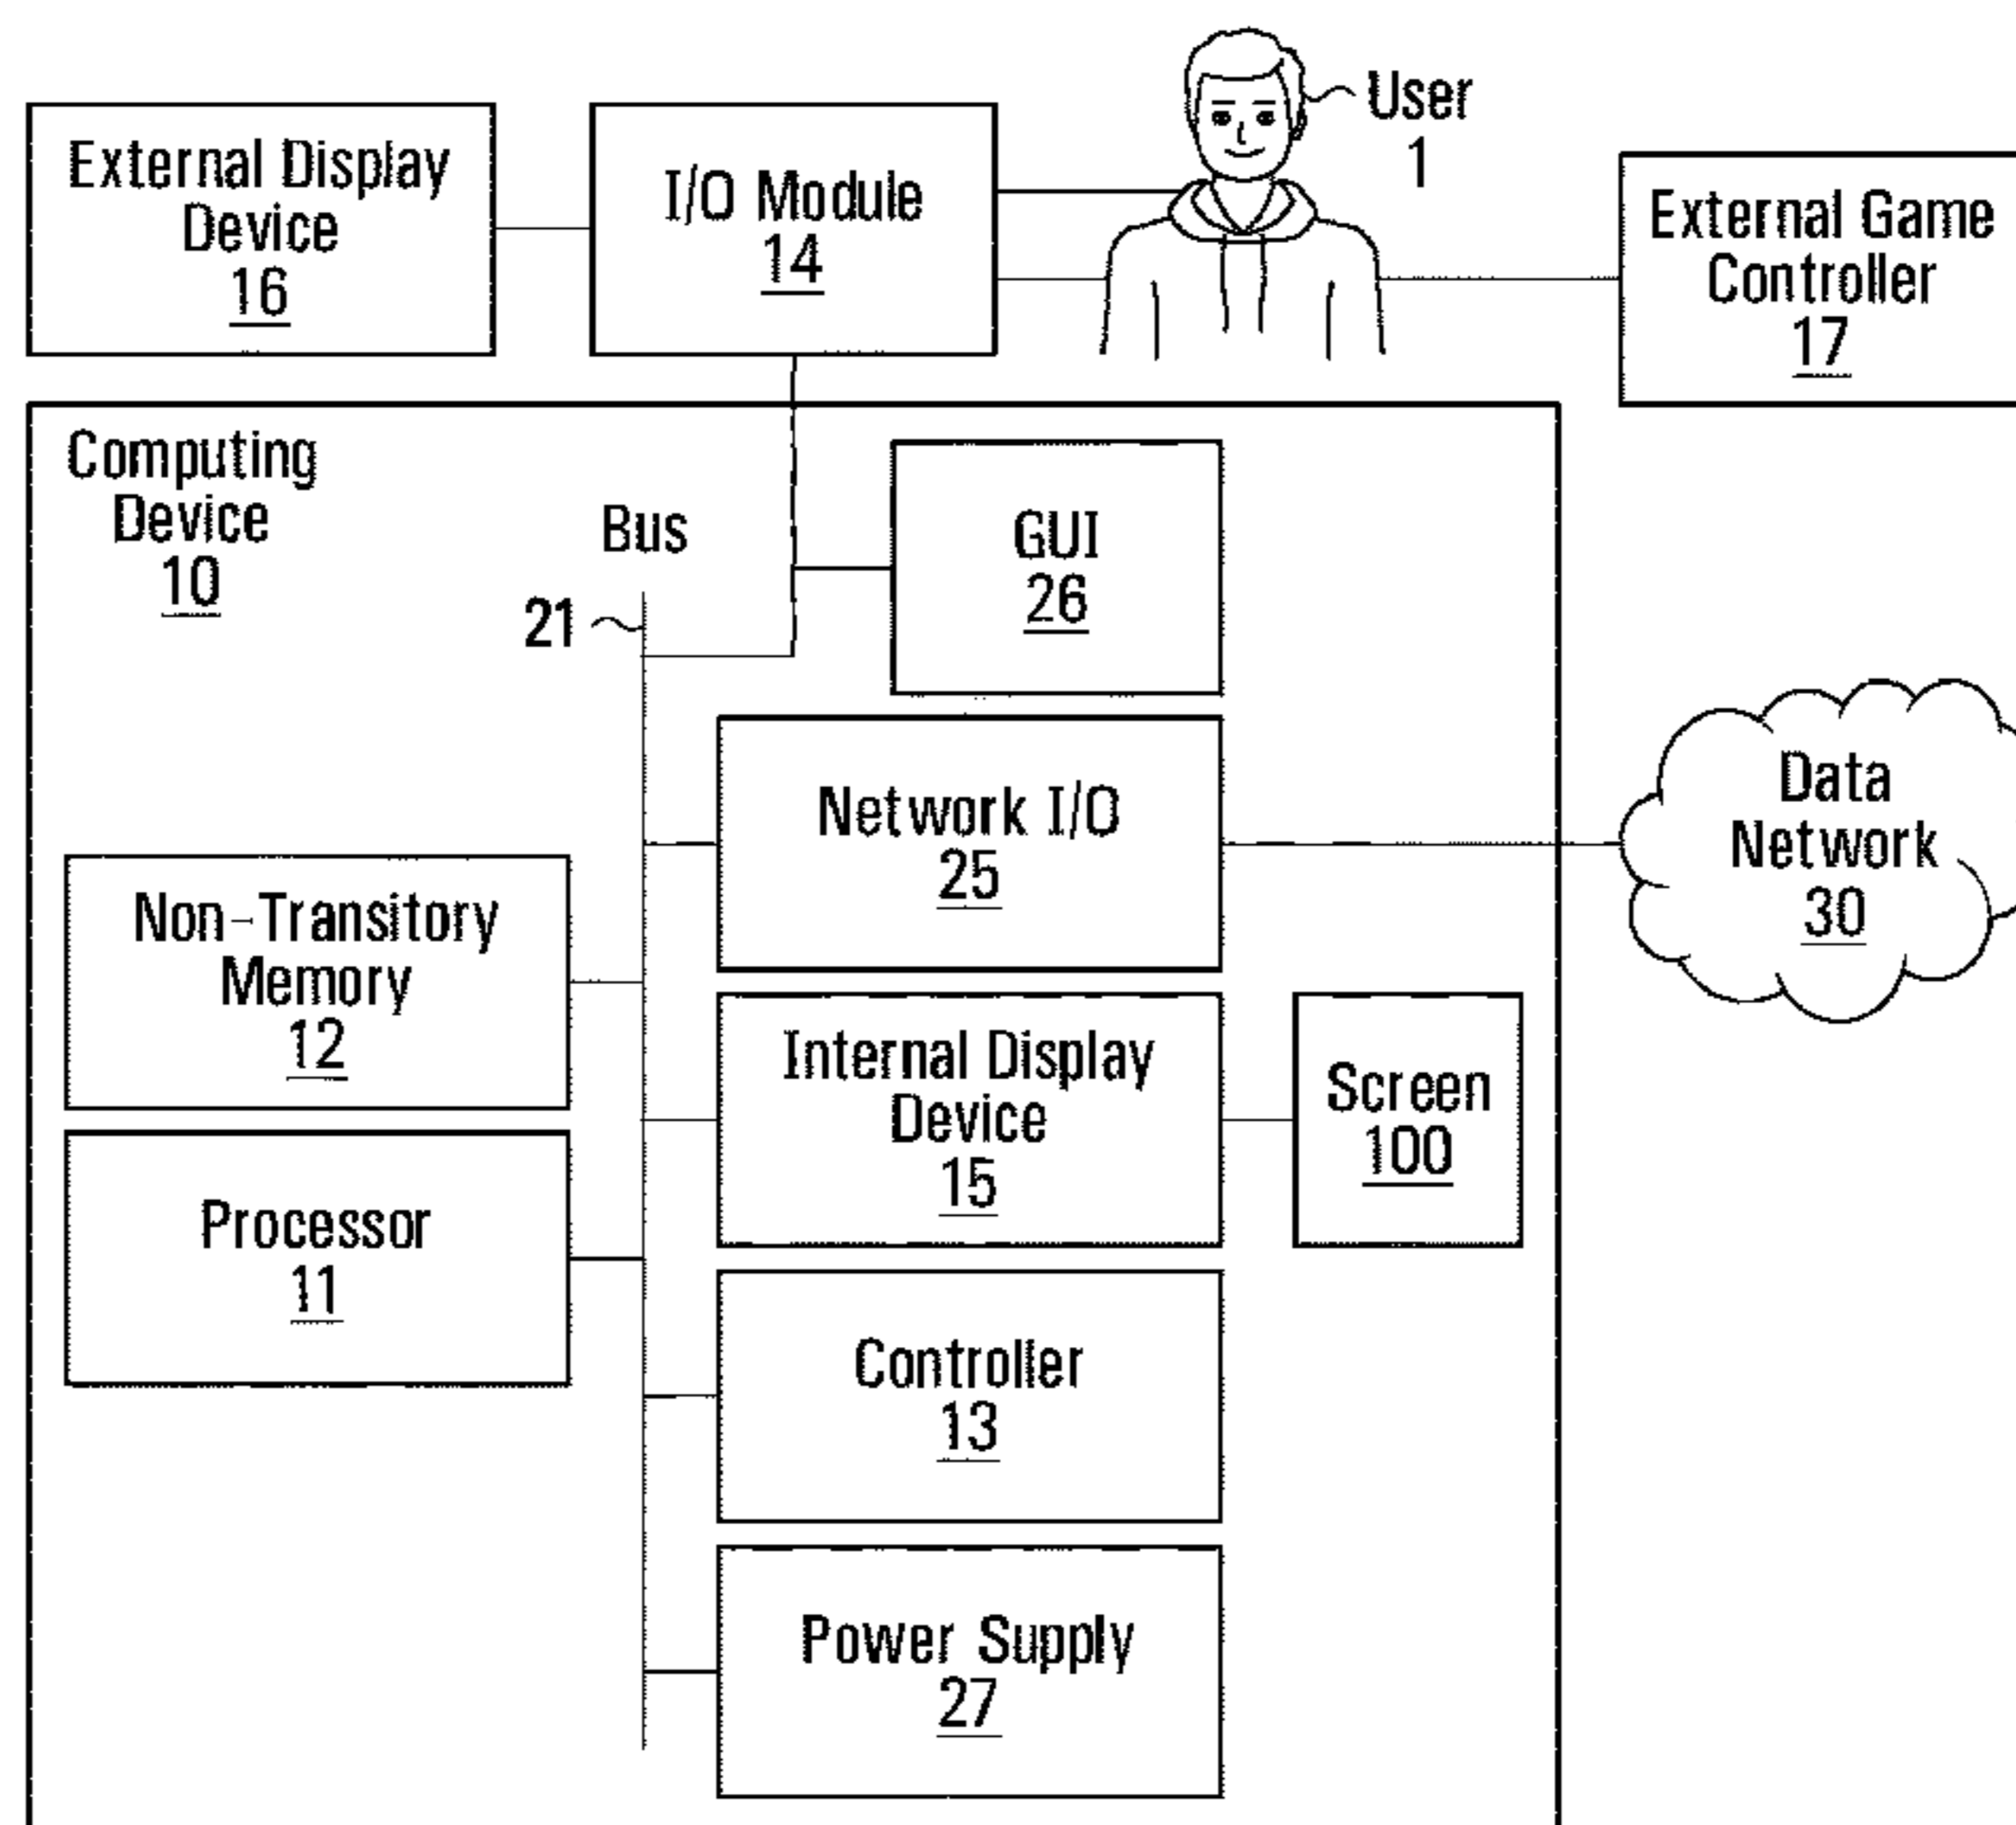 External Display
Device
16
I/O Module
14
User
1
External Game
Controller
17
Computing
Device
10
Bus
21
GUI
26
Network I/O
25
Data
Network
30
Non-Transitory
Memory
12
Internal Display
Device
15
Screen
100
Processor
11
Controller
13
Power Supply
27